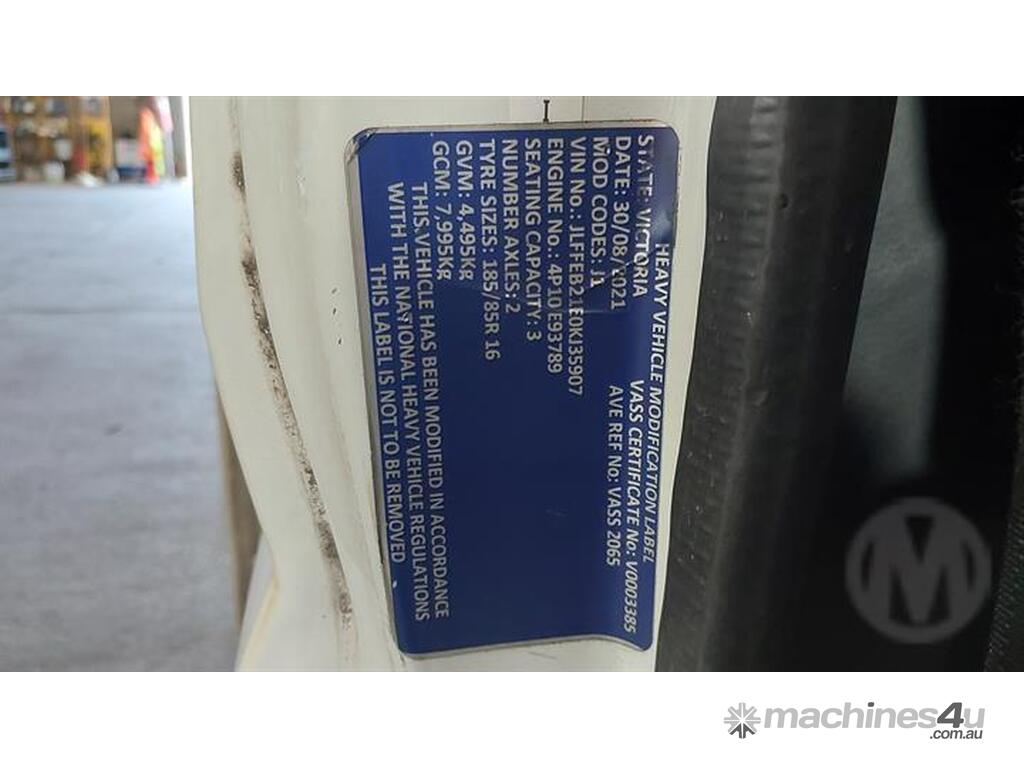 HEAVY VEHICLE MODIFICATION LABEL
STATE: VICTORIA VASS CERTIFICATE No: V0003385
DATE: 30/08/2021 AVE REF No: VASS 2065
MOD CODES: J1
VIN No.: JLFFEB21E0KJ35907
ENGINE No.: 4P10 E93789
SEATING CAPACITY: 3
NUMBER AXLES: 2
TYRE SIZES: 185/85R 16
GVM: 4,495Kg
GCM: 7,995Kg
THIS VEHICLE HAS BEEN MODIFIED IN ACCORDANCE
WITH THE NATIONAL HEAVY VEHICLE REGULATIONS
THIS LABEL IS NOT TO BE REMOVED
M
machines4u
.com.au